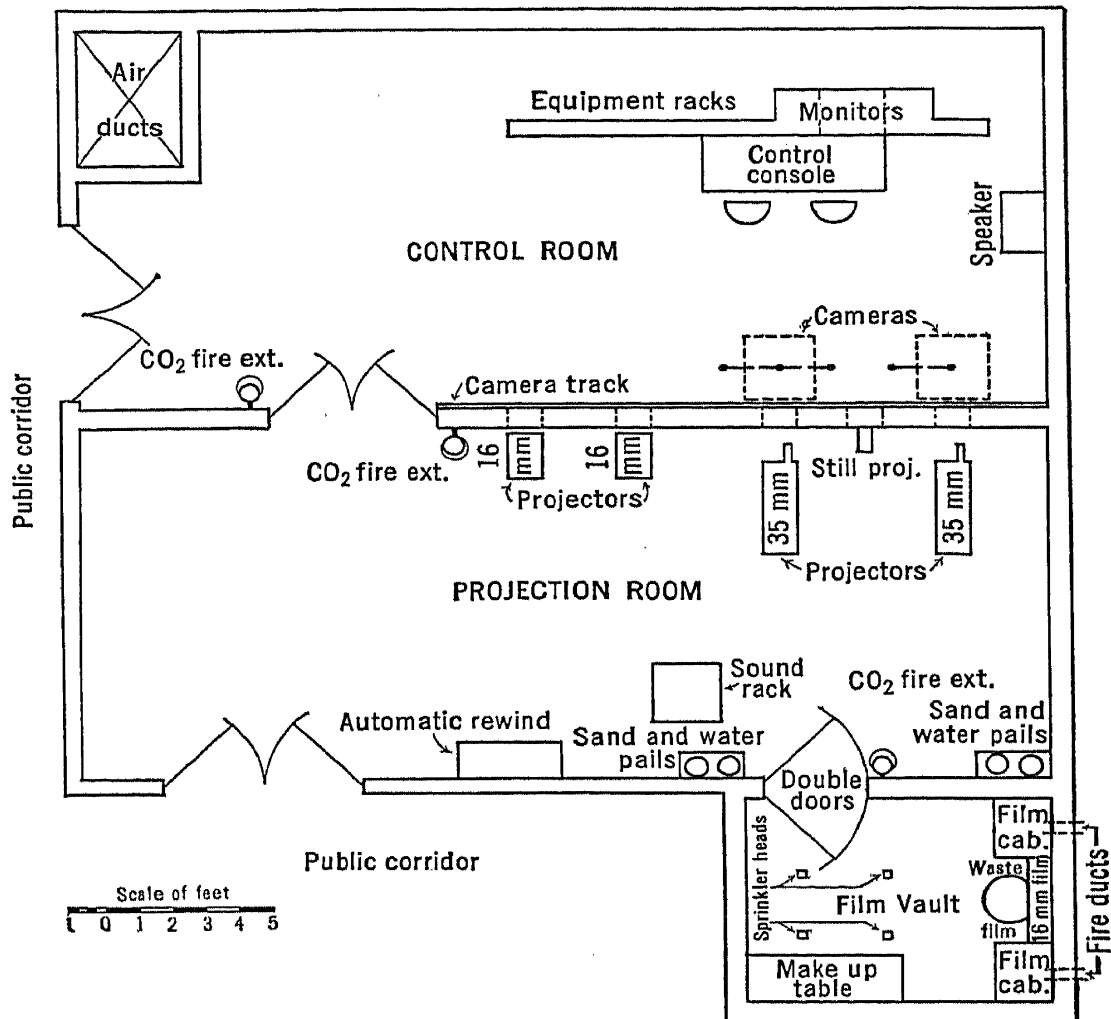 Air
ducts
Equipment racks
Monitors
Control
console
Speaker
CONTROL ROOM
Cameras
CO₂ fire ext.
Camera track
Public corridor
CO₂ fire ext.
16
mm
16
mm
Projectors
Still proj.
35 mm
35 mm
Projectors
PROJECTION ROOM
Sound
rack
CO₂ fire ext.
Automatic rewind
Sand and water
pails
Sand and
water pails
Double
doors
Public corridor
Scale of feet
1 0 1 2 3 4 5
Sprinkler heads
Film Vault
Film
cab.
Waste
film
16 mm film
Film
cab.
Make up
table
Fire ducts